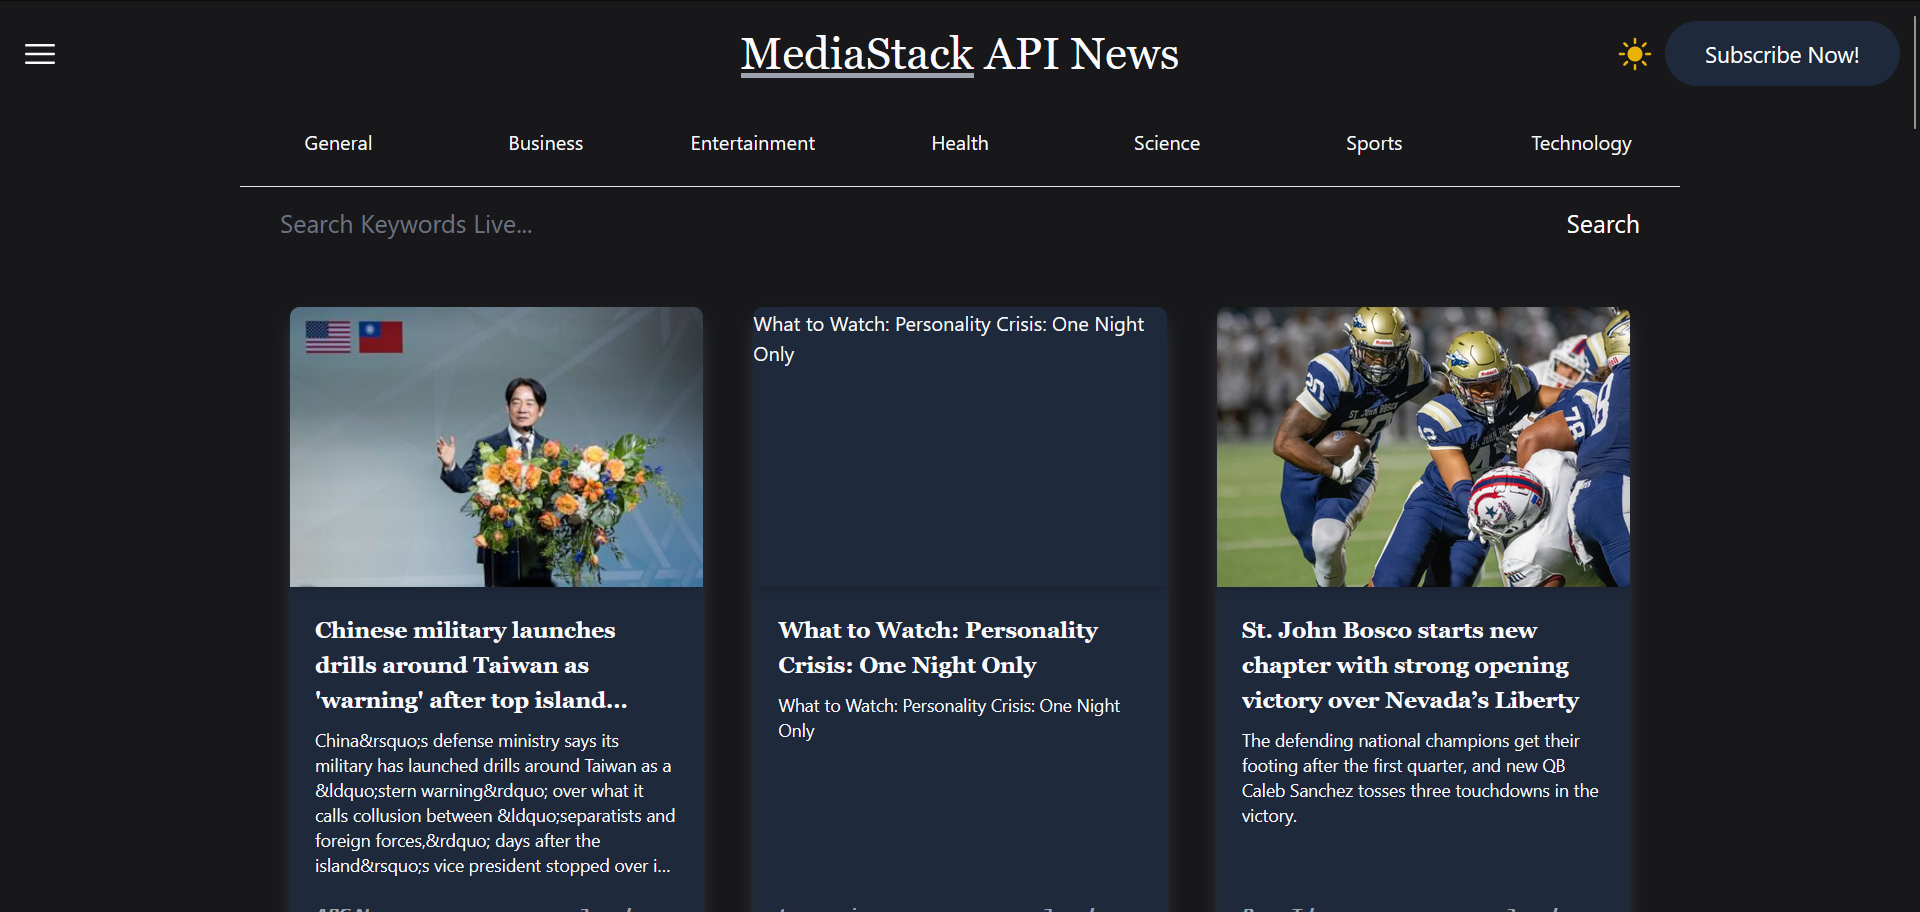 MediaStack API News
Subscribe Now!
General Business Entertainment Health Science Sports Technology
Search Keywords Live...
Search
What to Watch: Personality Crisis: One Night
Only
20
ST. JOHN BOSCO
Riddell
78
Chinese military launches
drills around Taiwan as
'warning' after top island...
China&rsquo;s defense ministry says its
military has launched drills around Taiwan as a
&ldquo;stern warning&rdquo; over what it
calls collusion between &ldquo;separatists and
foreign forces,&rdquo; days after the
island&rsquo;s vice president stopped over i...
What to Watch: Personality
Crisis: One Night Only
What to Watch: Personality Crisis: One Night
Only
St. John Bosco starts new
chapter with strong opening
victory over Nevada’s Liberty
The defending national champions get their
footing after the first quarter, and new QB
Caleb Sanchez tosses three touchdowns in the
victory.